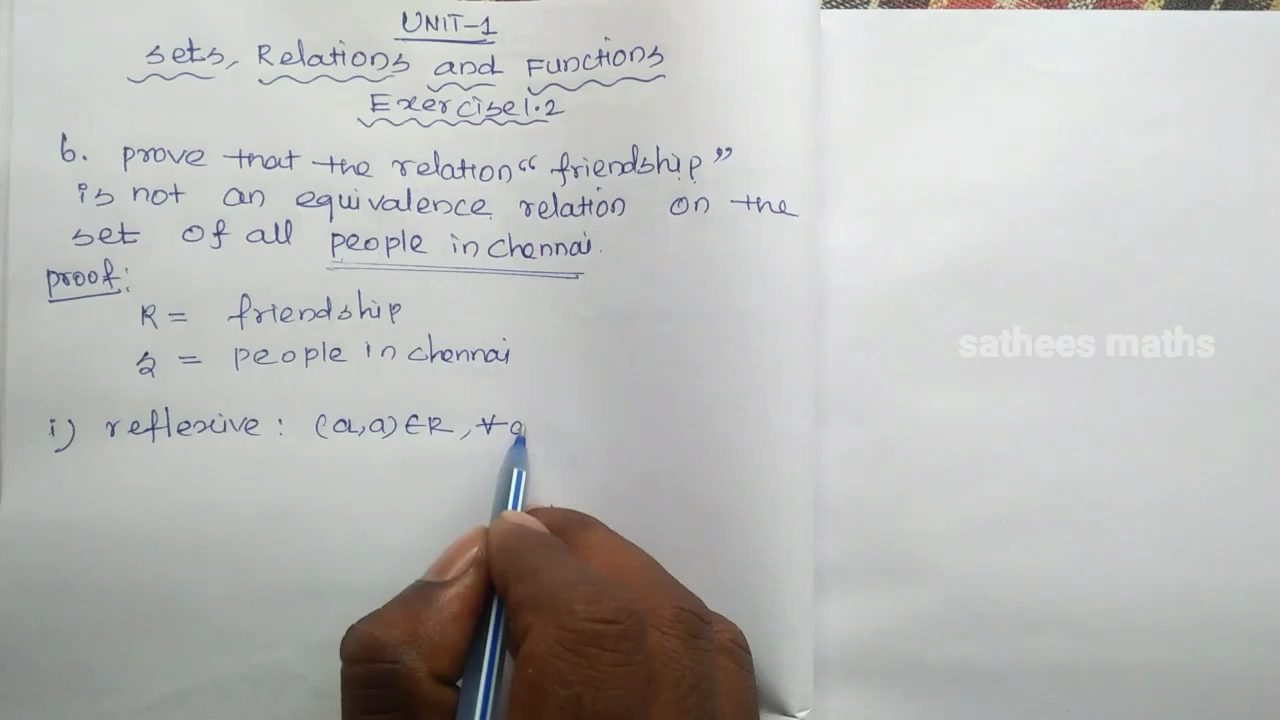 UNIT-1
sets, Relations and Functions
Exercise 1.2
6. prove that the relation "friendship"
is not an equivalence relation on the
set of all people in chennai.
proof:
R = friendship
S = people in chennai
i) reflexive: (a,a)∈R, ∀a
sathees maths